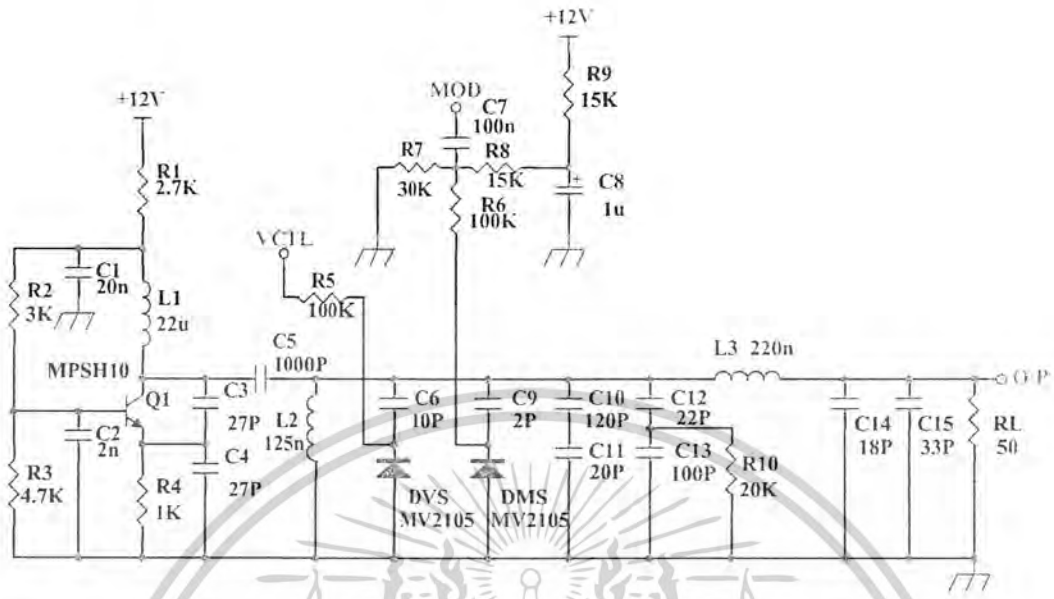 +12V
R9
15K
MOD
C7
100n
+12V
R7
30K
R8
15K
C8
1u
R1
2.7K
R6
100K
VCTL
R5
100K
C1
20n
R2
3K
L1
22u
C5
1000P
L3 220n
MPSH10
Q1
C3
27P
C6
10P
C9
2P
C10
120P
C12
22P
L2
125n
C2
2n
C4
27P
C11
20P
C13
100P
C14
18P
C15
33P
RL
50
R3
4.7K
R4
1K
DVS
MV2105
DMS
MV2105
R10
20K